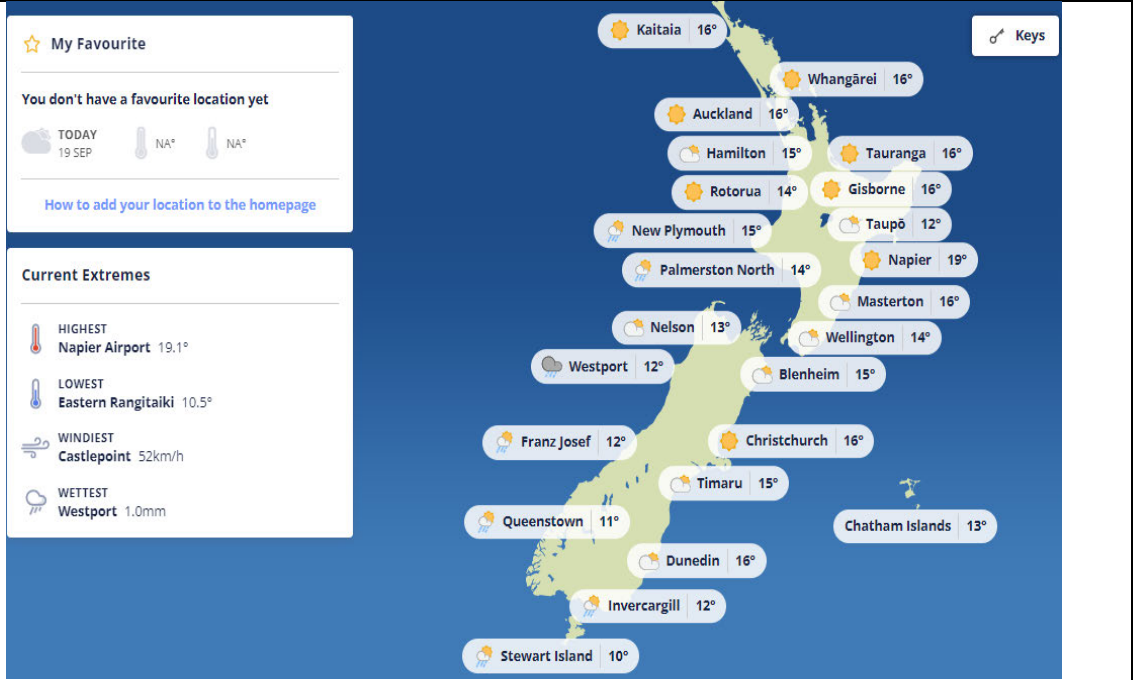 My Favourite
You don't have a favourite location yet
TODAY
19 SEP
NA°
NA°
How to add your location to the homepage
Current Extremes
HIGHEST
Napier Airport 19.1°
LOWEST
Eastern Rangitaiki 10.5°
WINDIEST
Castlepoint 52km/h
WETTEST
Westport 1.0mm
Keys
Kaitaia 16°
Whangārei 16°
Auckland 16°
Hamilton 15°
Tauranga 16°
Rotorua 14°
Gisborne 16°
Taupō 12°
New Plymouth 15°
Napier 19°
Palmerston North 14°
Masterton 16°
Nelson 13°
Wellington 14°
Westport 12°
Blenheim 15°
Franz Josef 12°
Christchurch 16°
Timaru 15°
Queenstown 11°
Chatham Islands 13°
Dunedin 16°
Invercargill 12°
Stewart Island 10°